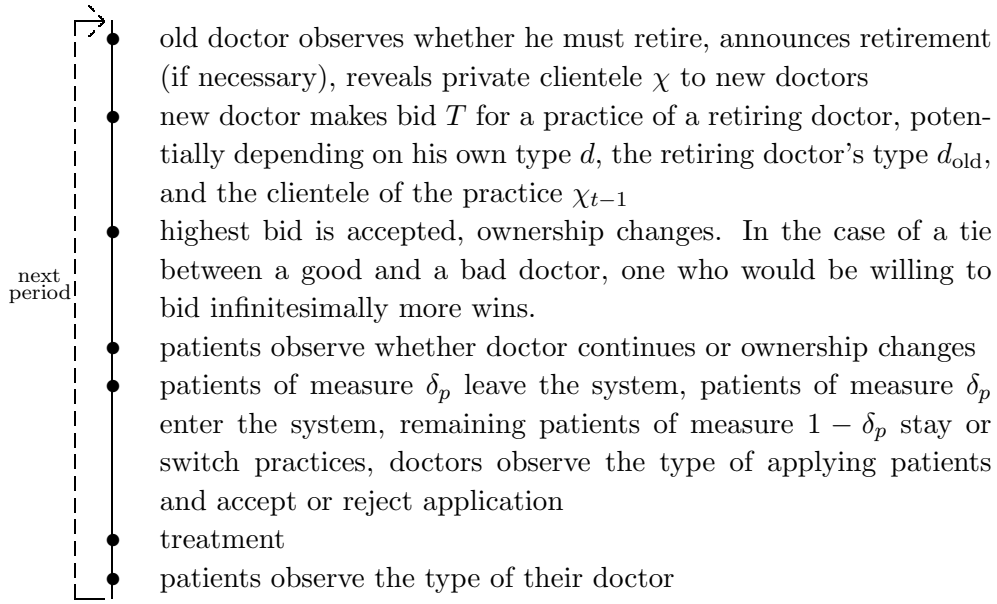 old doctor observes whether he must retire, announces retirement
(if necessary), reveals private clientele χ to new doctors
new doctor makes bid T for a practice of a retiring doctor, poten-
tially depending on his own type d, the retiring doctor's type d_old,
and the clientele of the practice χ_{t−1}
highest bid is accepted, ownership changes. In the case of a tie
between a good and a bad doctor, one who would be willing to
bid infinitesimally more wins.
next
period
patients observe whether doctor continues or ownership changes
patients of measure δ_p leave the system, patients of measure δ_p
enter the system, remaining patients of measure 1 − δ_p stay or
switch practices, doctors observe the type of applying patients
and accept or reject application
treatment
patients observe the type of their doctor